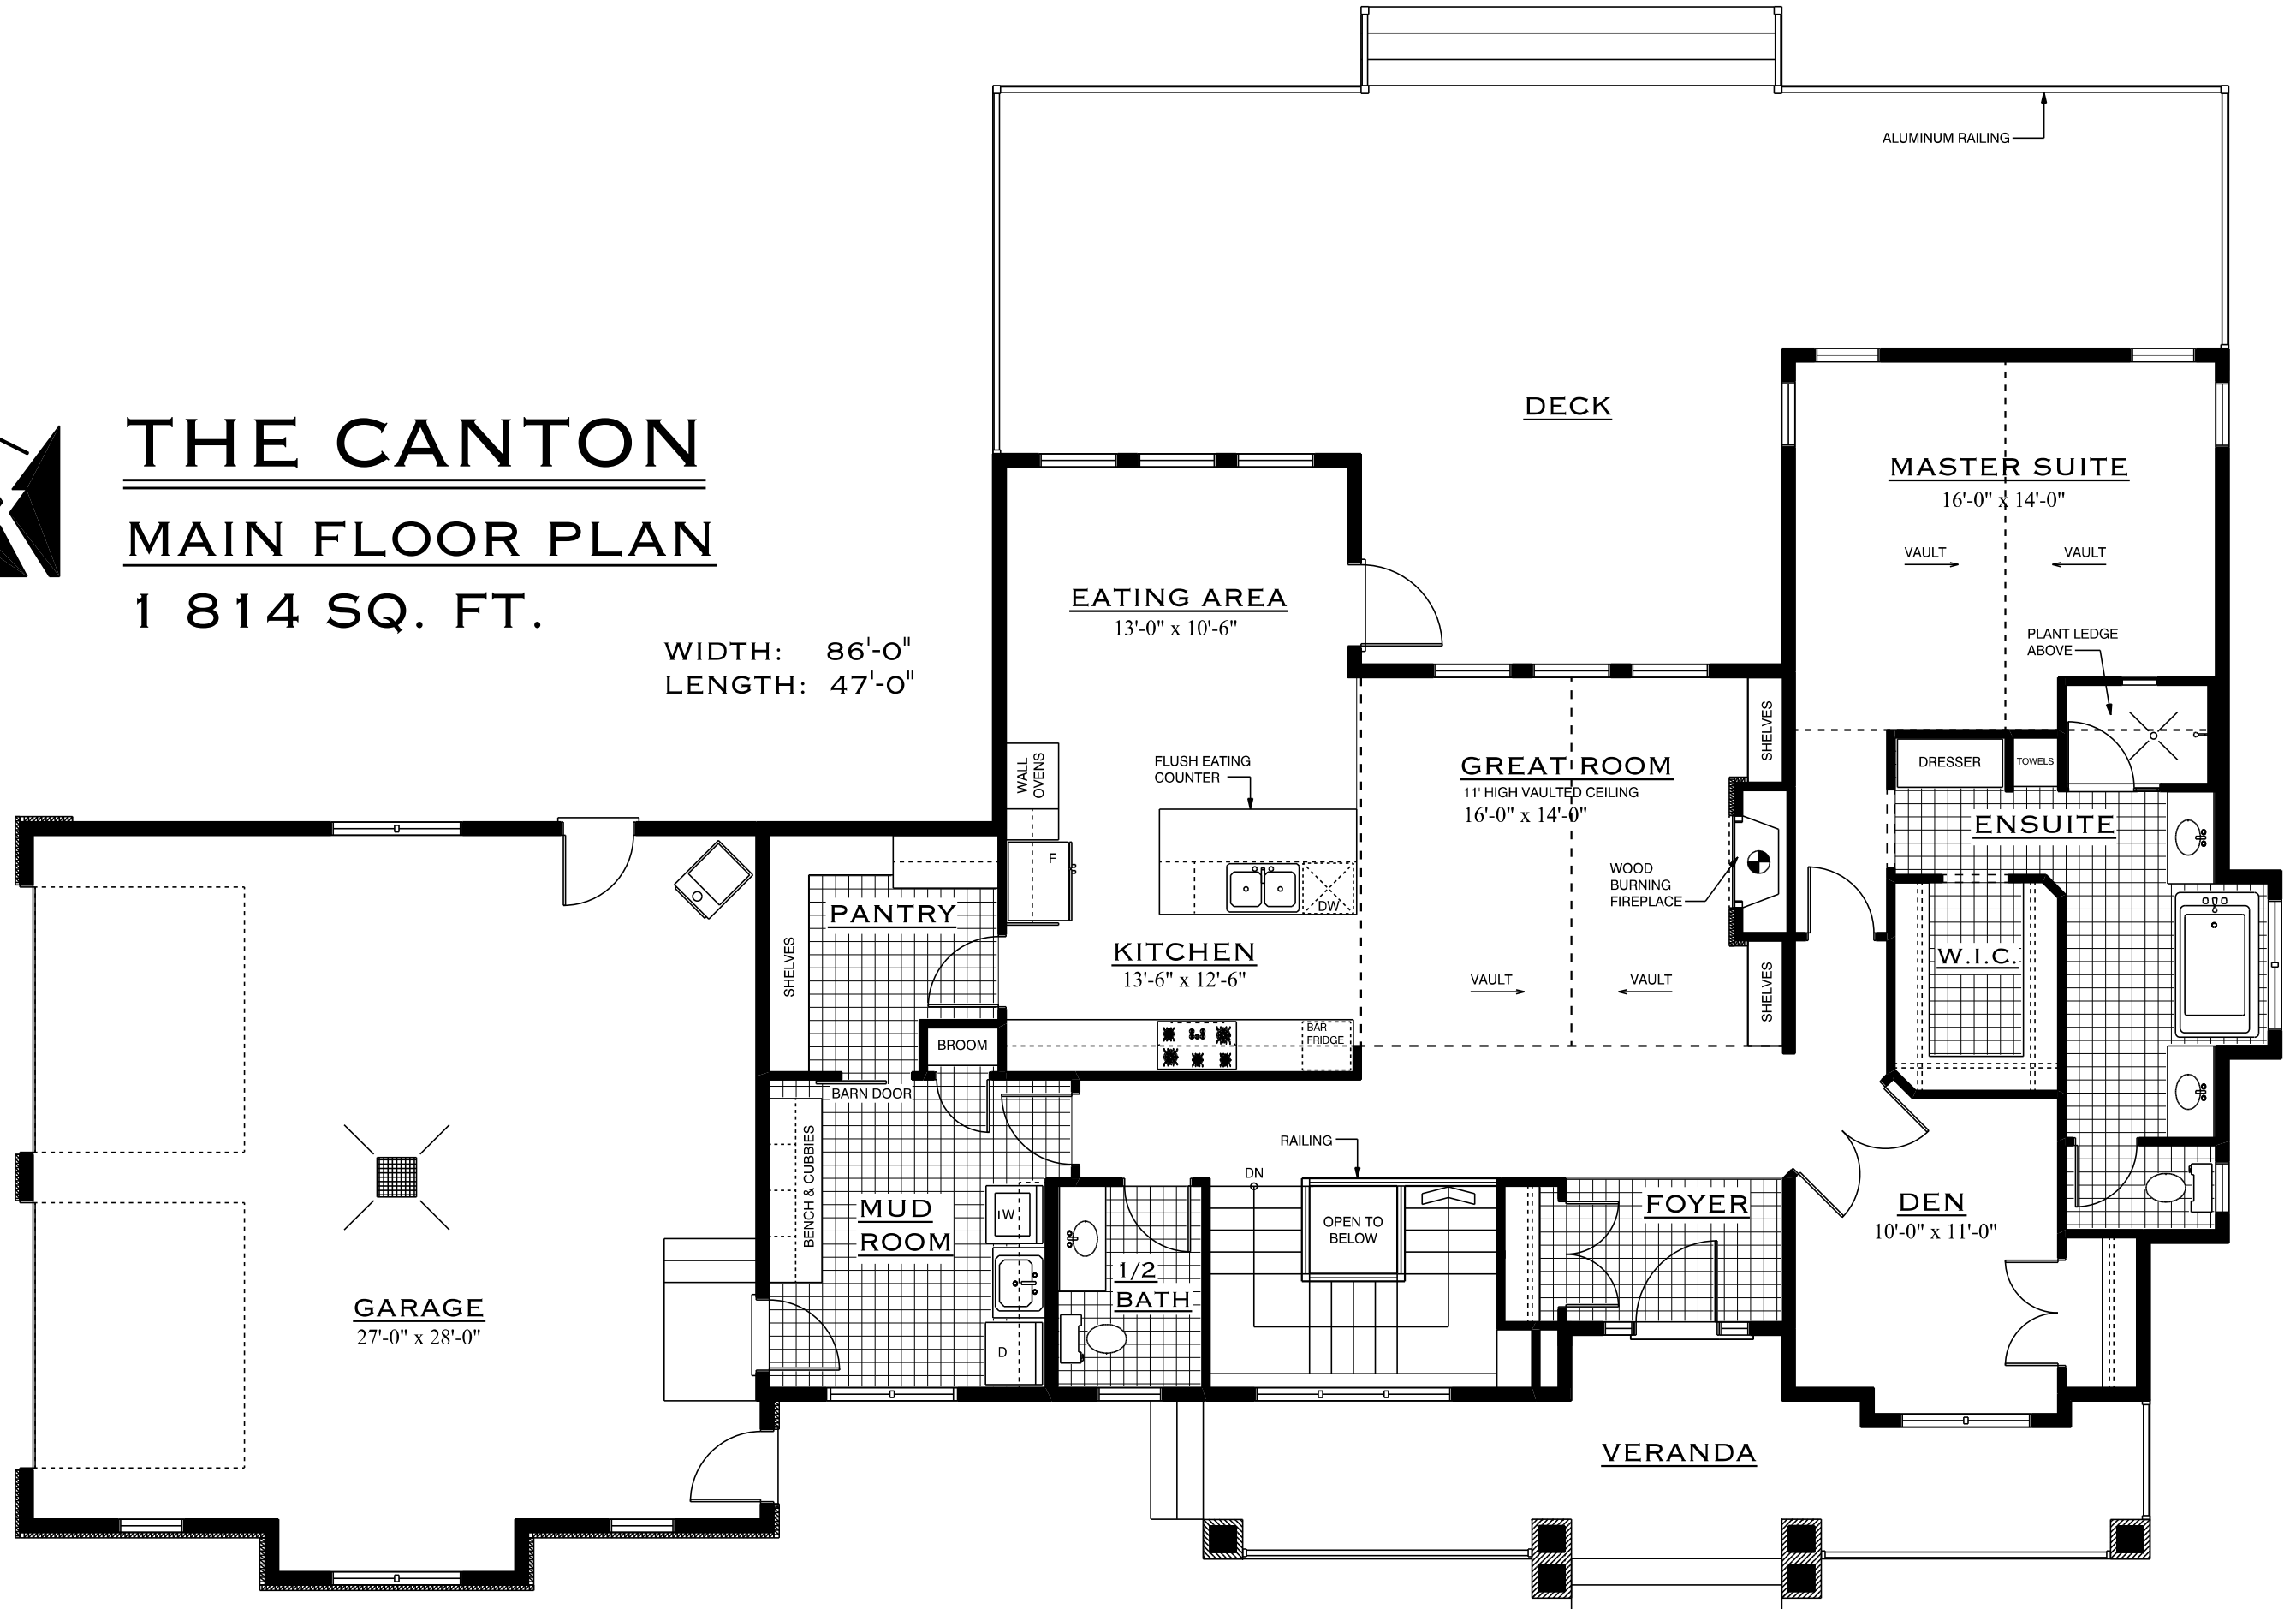 ALUMINUM RAILING
DECK
THE CANTON
MAIN FLOOR PLAN
1 814 SQ. FT.
WIDTH: 86'-0"
LENGTH: 47'-0"
MASTER SUITE
16'-0" x 14'-0"
VAULT
VAULT
EATING AREA
13'-0" x 10'-6"
PLANT LEDGE
ABOVE
SHELVES
WALL
OVENS
FLUSH EATING
COUNTER
GREAT ROOM
11' HIGH VAULTED CEILING
16'-0" x 14'-0"
DRESSER
TOWELS
ENSUITE
F
WOOD
BURNING
FIREPLACE
DW
PANTRY
SHELVES
KITCHEN
13'-6" x 12'-6"
VAULT
VAULT
SHELVES
W.I.C.
BROOM
BAR
FRIDGE
BARN DOOR
BENCH & CUBBIES
RAILING
DN
MUD
ROOM
W
OPEN TO
BELOW
FOYER
DEN
10'-0" x 11'-0"
1/2
BATH
GARAGE
27'-0" x 28'-0"
D
VERANDA